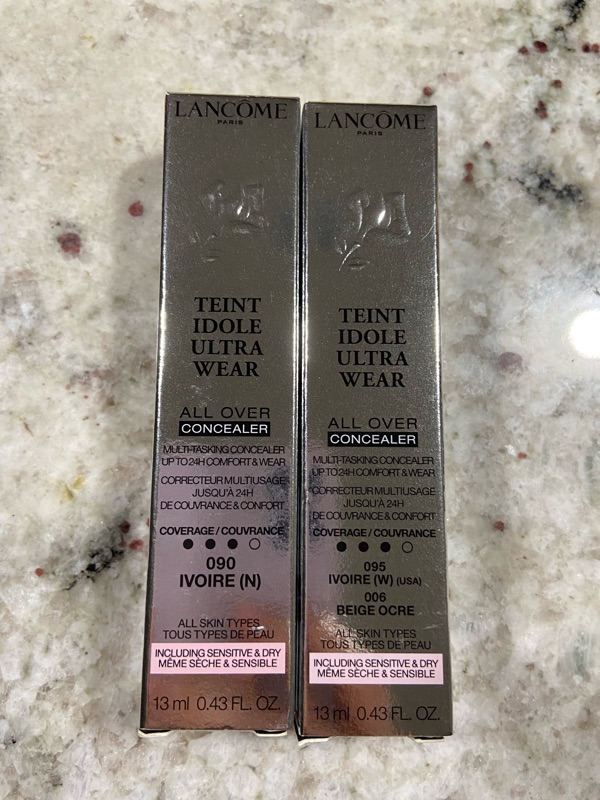 LANCÔME
PARIS
TEINT
IDOLE
ULTRA
WEAR
ALL OVER
CONCEALER
MULTI-TASKING CONCEALER
UP TO 24H COMFORT & WEAR
CORRECTEUR MULTIUSAGE
JUSQU'À 24H
DE COUVRANCE & CONFORT
COVERAGE / COUVRANCE
090
IVOIRE (N)
ALL SKIN TYPES
TOUS TYPES DE PEAU
INCLUDING SENSITIVE & DRY
MÊME SÈCHE & SENSIBLE
13 ml 0.43 FL. OZ.
LANCÔME
PARIS
TEINT
IDOLE
ULTRA
WEAR
ALL OVER
CONCEALER
MULTI-TASKING CONCEALER
UP TO 24H COMFORT & WEAR
CORRECTEUR MULTIUSAGE
JUSQU'À 24H
DE COUVRANCE & CONFORT
COVERAGE / COUVRANCE
095
IVOIRE (W) (USA)
006
BEIGE OCRE
ALL SKIN TYPES
TOUS TYPES DE PEAU
INCLUDING SENSITIVE & DRY
MÊME SÈCHE & SENSIBLE
13 ml 0.43 FL. OZ.